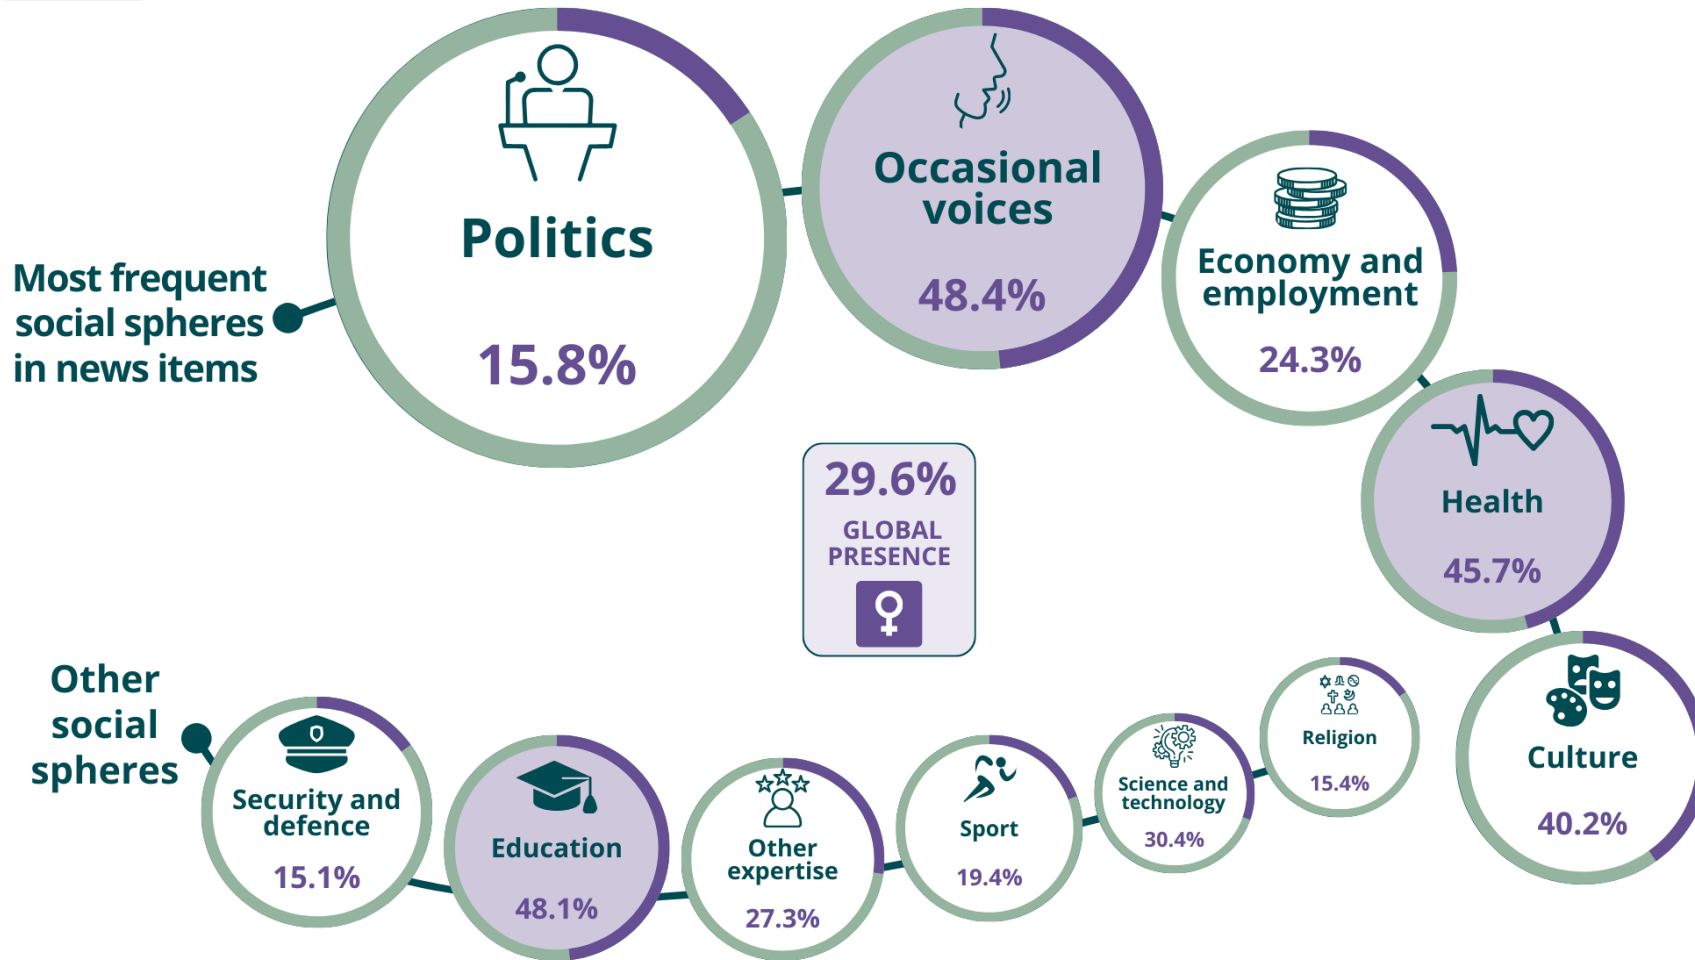 Most frequent
social spheres
in news items
Politics
15.8%
Occasional
voices
48.4%
Economy and
employment
24.3%
Health
45.7%
Culture
40.2%
29.6%
GLOBAL
PRESENCE
Other
social
spheres
Security and
defence
15.1%
Education
48.1%
Other
expertise
27.3%
Sport
19.4%
Science and
technology
30.4%
Religion
15.4%